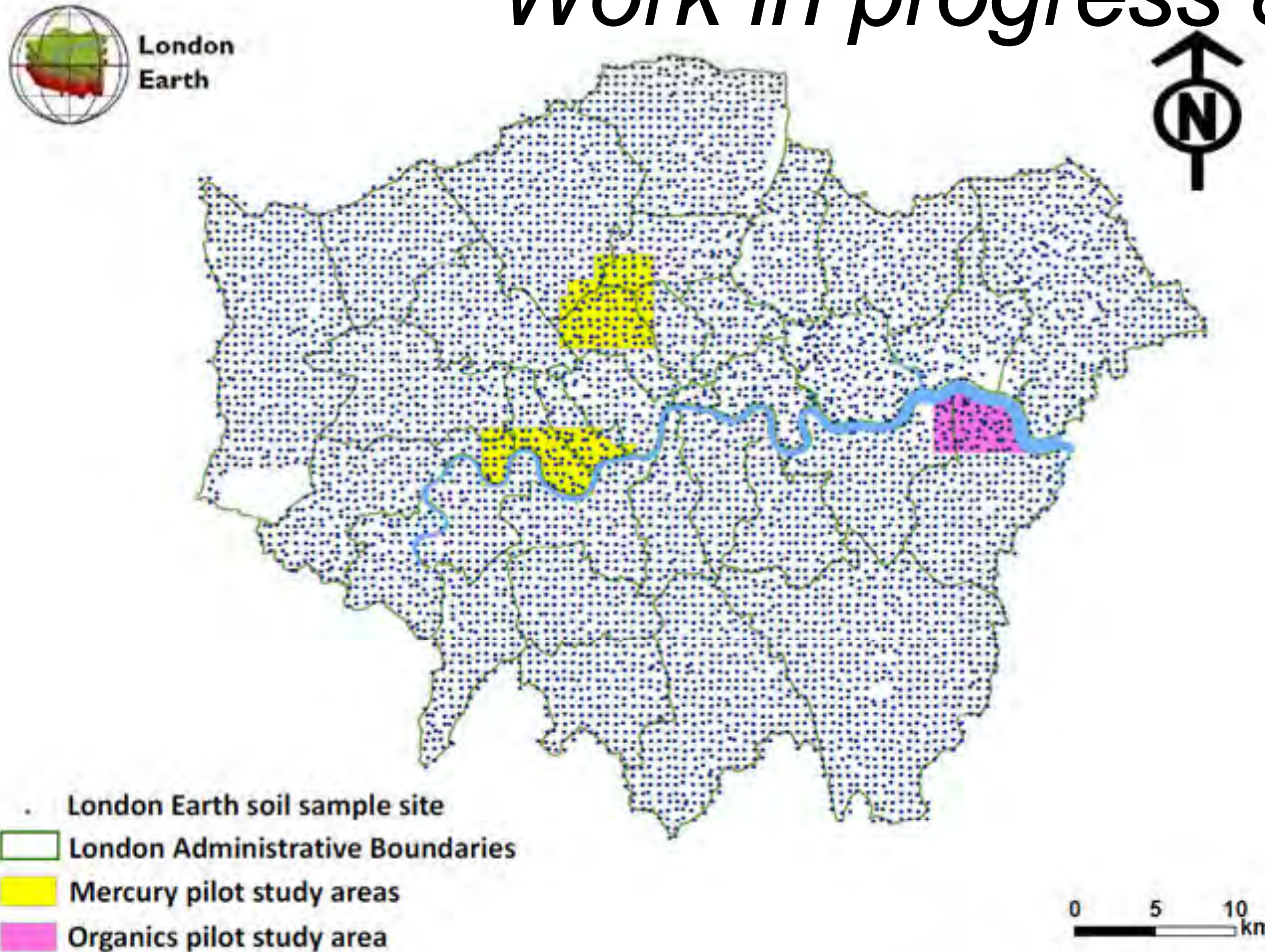 Work in progress
London
Earth
N
London Earth soil sample site
London Administrative Boundaries
Mercury pilot study areas
Organics pilot study area
0 5 10
km